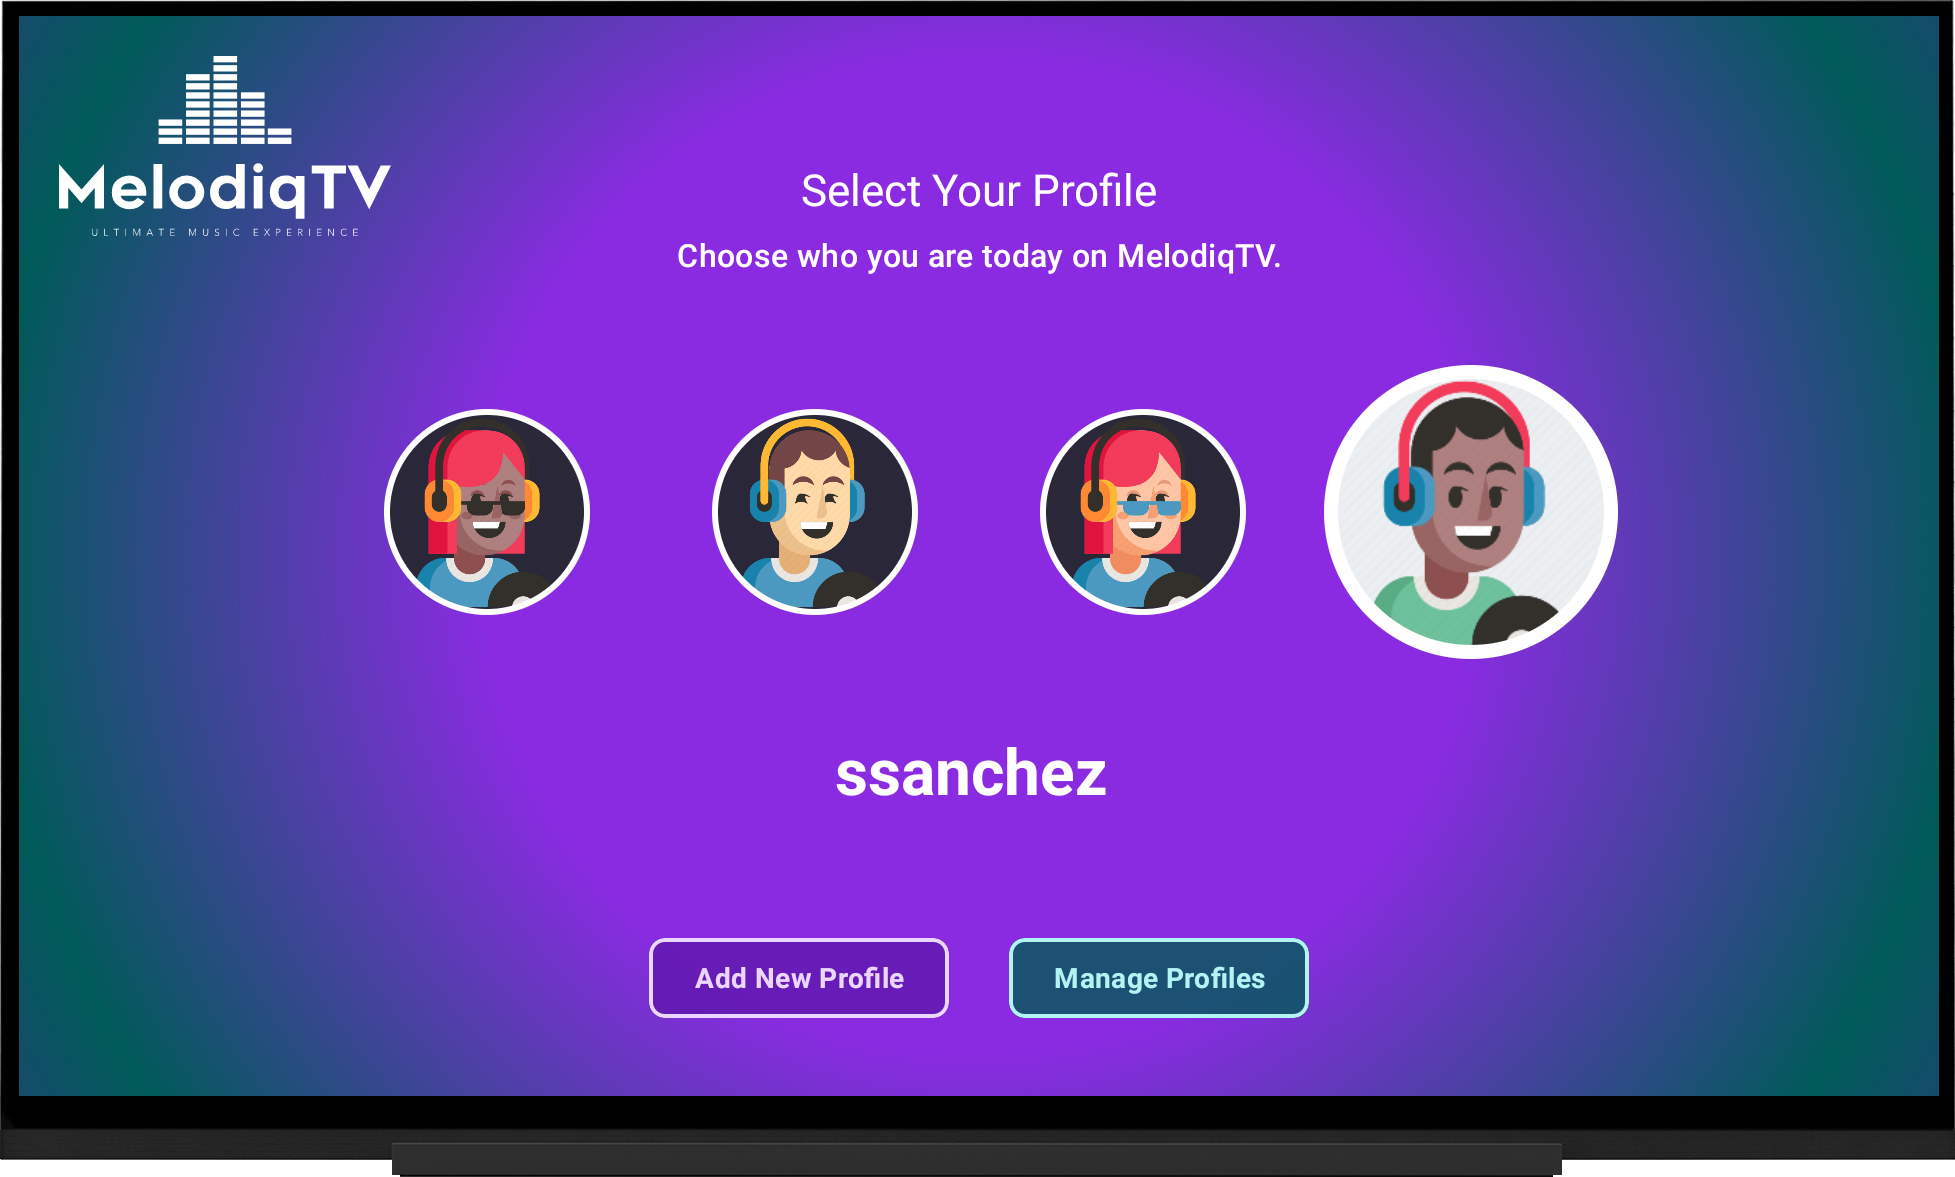 MelodiqTV
ULTIMATE MUSIC EXPERIENCE
Select Your Profile
Choose who you are today on MelodiqTV.
ssanchez
Add New Profile
Manage Profiles